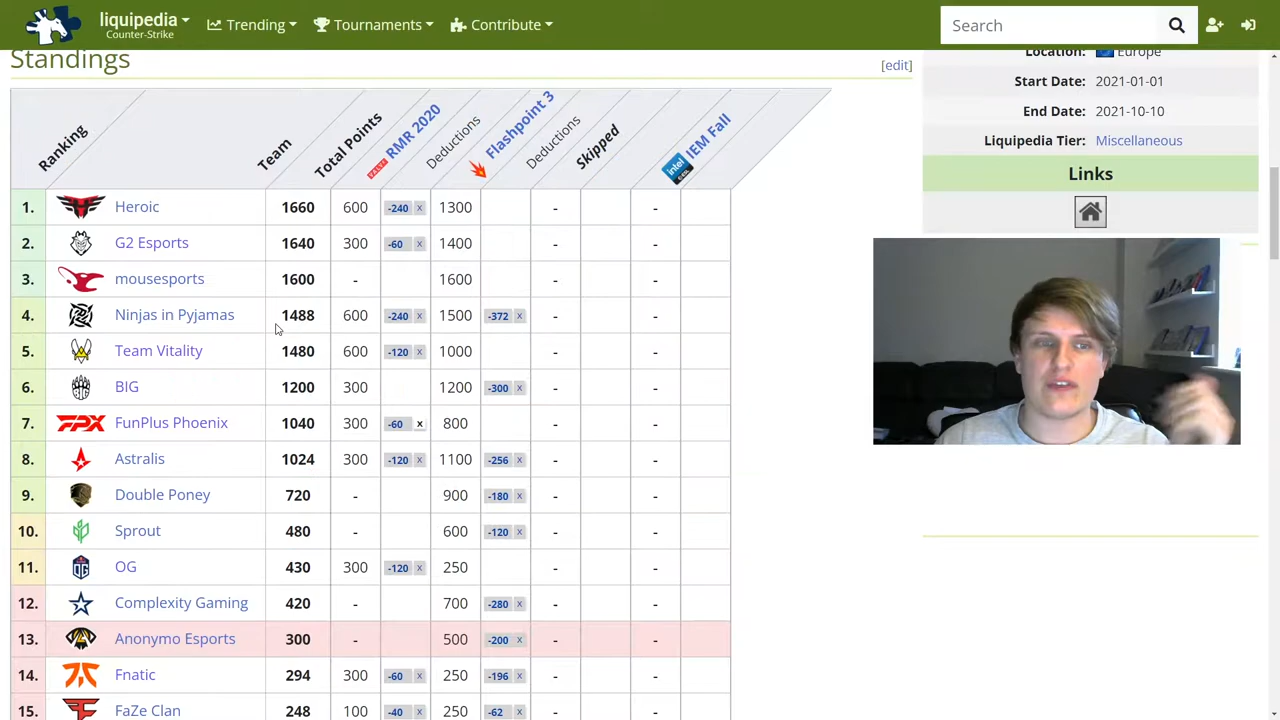 liquipedia
Counter-Strike
Trending
Tournaments
Contribute
Search
Standings
[edit]
Location: Europe
Start Date: 2021-01-01
End Date: 2021-10-10
Liquipedia Tier: Miscellaneous
Links
Ranking Team Total Points VALVE RMR 2020 Deductions Flashpoint 3 Deductions Skipped intel IEM Fall
1. Heroic 1660 600 -240 x 1300 - -
2. G2 Esports 1640 300 -60 x 1400 - -
3. mousesports 1600 - 1600 - -
4. Ninjas in Pyjamas 1488 600 -240 x 1500 -372 x - -
5. Team Vitality 1480 600 -120 x 1000 - -
6. BIG 1200 300 1200 -300 x - -
7. FPX FunPlus Phoenix 1040 300 -60 x 800 - -
8. Astralis 1024 300 -120 x 1100 -256 x - -
9. Double Poney 720 - 900 -180 x - -
10. Sprout 480 - 600 -120 x - -
11. OG OG 430 300 -120 x 250 - -
12. Complexity Gaming 420 - 700 -280 x - -
13. Anonymo Esports 300 - 500 -200 x - -
14. Fnatic 294 300 -60 x 250 -196 x - -
15. FaZe Clan 248 100 -40 x 250 -62 x - -